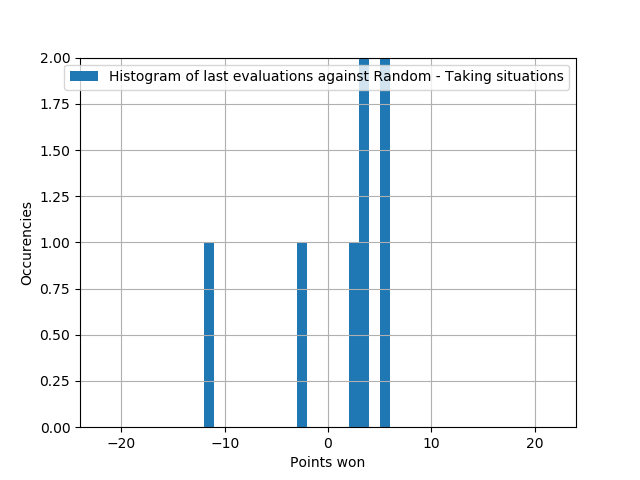 Histogram of last evaluations against Random - Taking situations
2.00
1.75
1.50
1.25
1.00
0.75
0.50
0.25
0.00
Occurencies
−20 −10 0 10 20
Points won